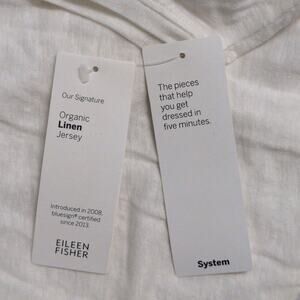 Our Signature
Organic
Linen
Jersey
Introduced in 2008,
bluesign® certified
since 2013.
EILEEN
FISHER
The pieces
that help
you get
dressed in
five minutes.
System